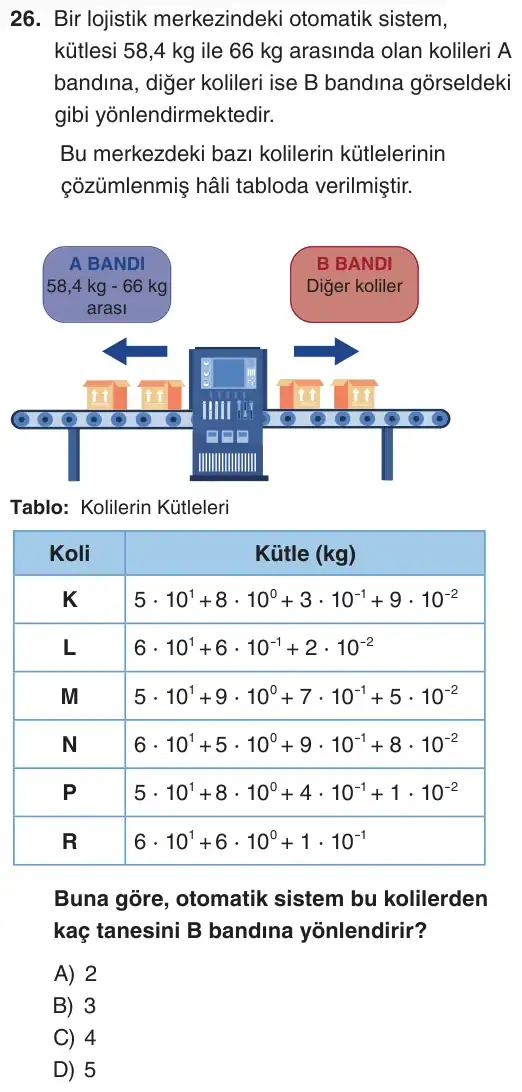 26. Bir lojistik merkezindeki otomatik sistem,
kütlesi 58,4 kg ile 66 kg arasında olan kolileri A
bandına, diğer kolileri ise B bandına görseldeki
gibi yönlendirmektedir.
Bu merkezdeki bazı kolilerin kütlelerinin
çözümlenmiş hâli tabloda verilmiştir.
A BANDI
58,4 kg - 66 kg
arası
B BANDI
Diğer koliler
Tablo: Kolilerin Kütleleri
Koli Kütle (kg)
K 5 · 10¹ + 8 · 10⁰ + 3 · 10⁻¹ + 9 · 10⁻²
L 6 · 10¹ + 6 · 10⁻¹ + 2 · 10⁻²
M 5 · 10¹ + 9 · 10⁰ + 7 · 10⁻¹ + 5 · 10⁻²
N 6 · 10¹ + 5 · 10⁰ + 9 · 10⁻¹ + 8 · 10⁻²
P 5 · 10¹ + 8 · 10⁰ + 4 · 10⁻¹ + 1 · 10⁻²
R 6 · 10¹ + 6 · 10⁰ + 1 · 10⁻¹
Buna göre, otomatik sistem bu kolilerden
kaç tanesini B bandına yönlendirir?
A) 2
B) 3
C) 4
D) 5